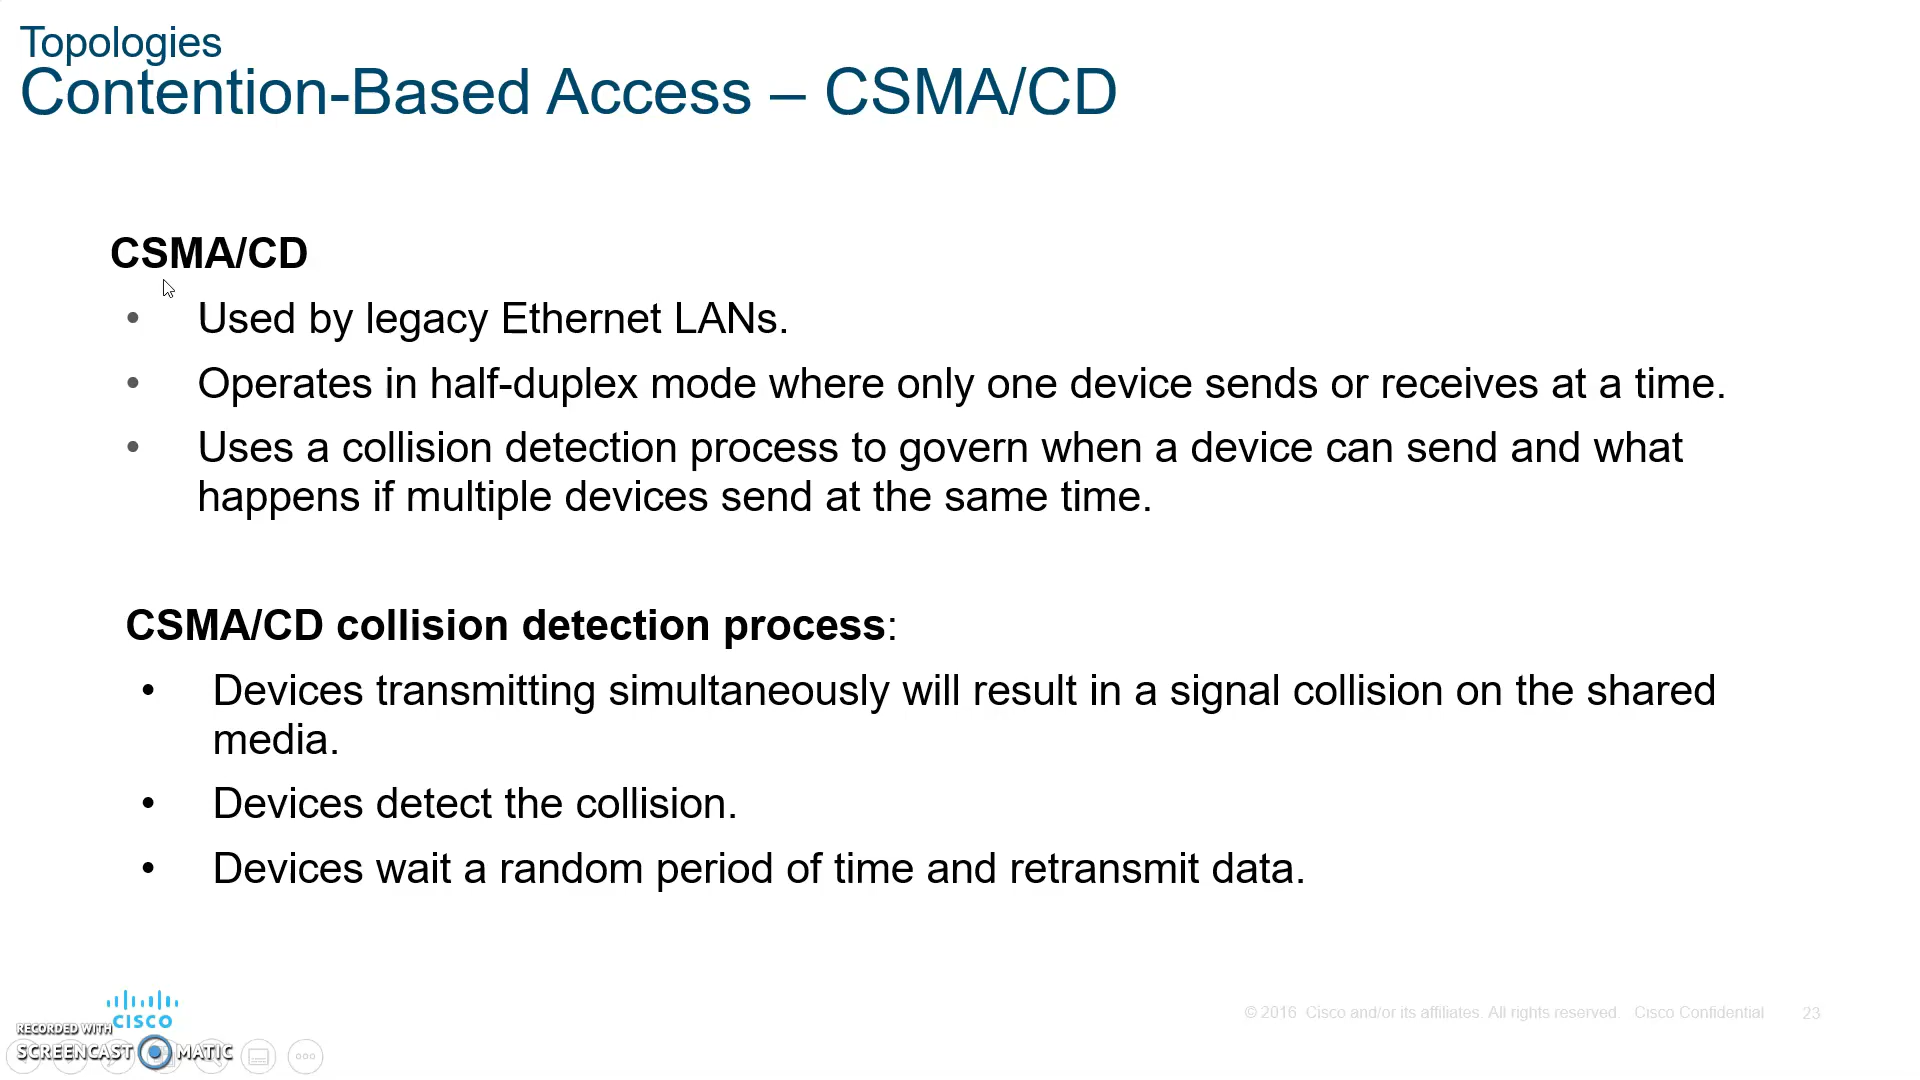 Topologies
Contention-Based Access – CSMA/CD
CSMA/CD
• Used by legacy Ethernet LANs.
• Operates in half-duplex mode where only one device sends or receives at a time.
• Uses a collision detection process to govern when a device can send and what
happens if multiple devices send at the same time.
CSMA/CD collision detection process:
• Devices transmitting simultaneously will result in a signal collision on the shared
media.
• Devices detect the collision.
• Devices wait a random period of time and retransmit data.
CISCO
© 2016 Cisco and/or its affiliates. All rights reserved. Cisco Confidential 23
RECORDED WITH
SCREENCAST MATIC